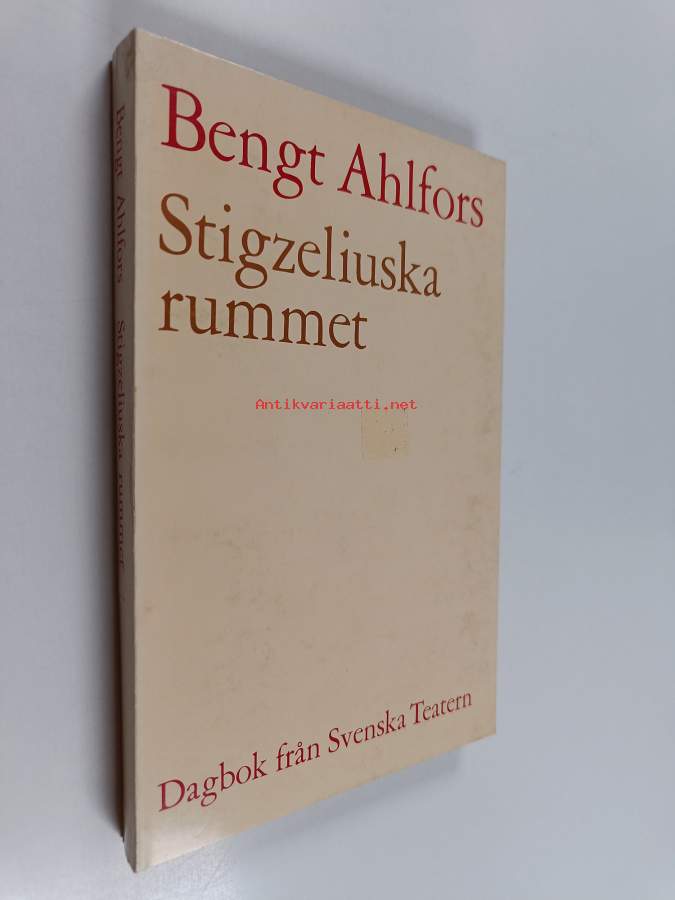 Bengt Ahlfors
Stigzeliuska
rummet
Antikvariaatti.net
Dagbok från Svenska Teatern
Bengt Ahlfors Stigzeliuska rummet